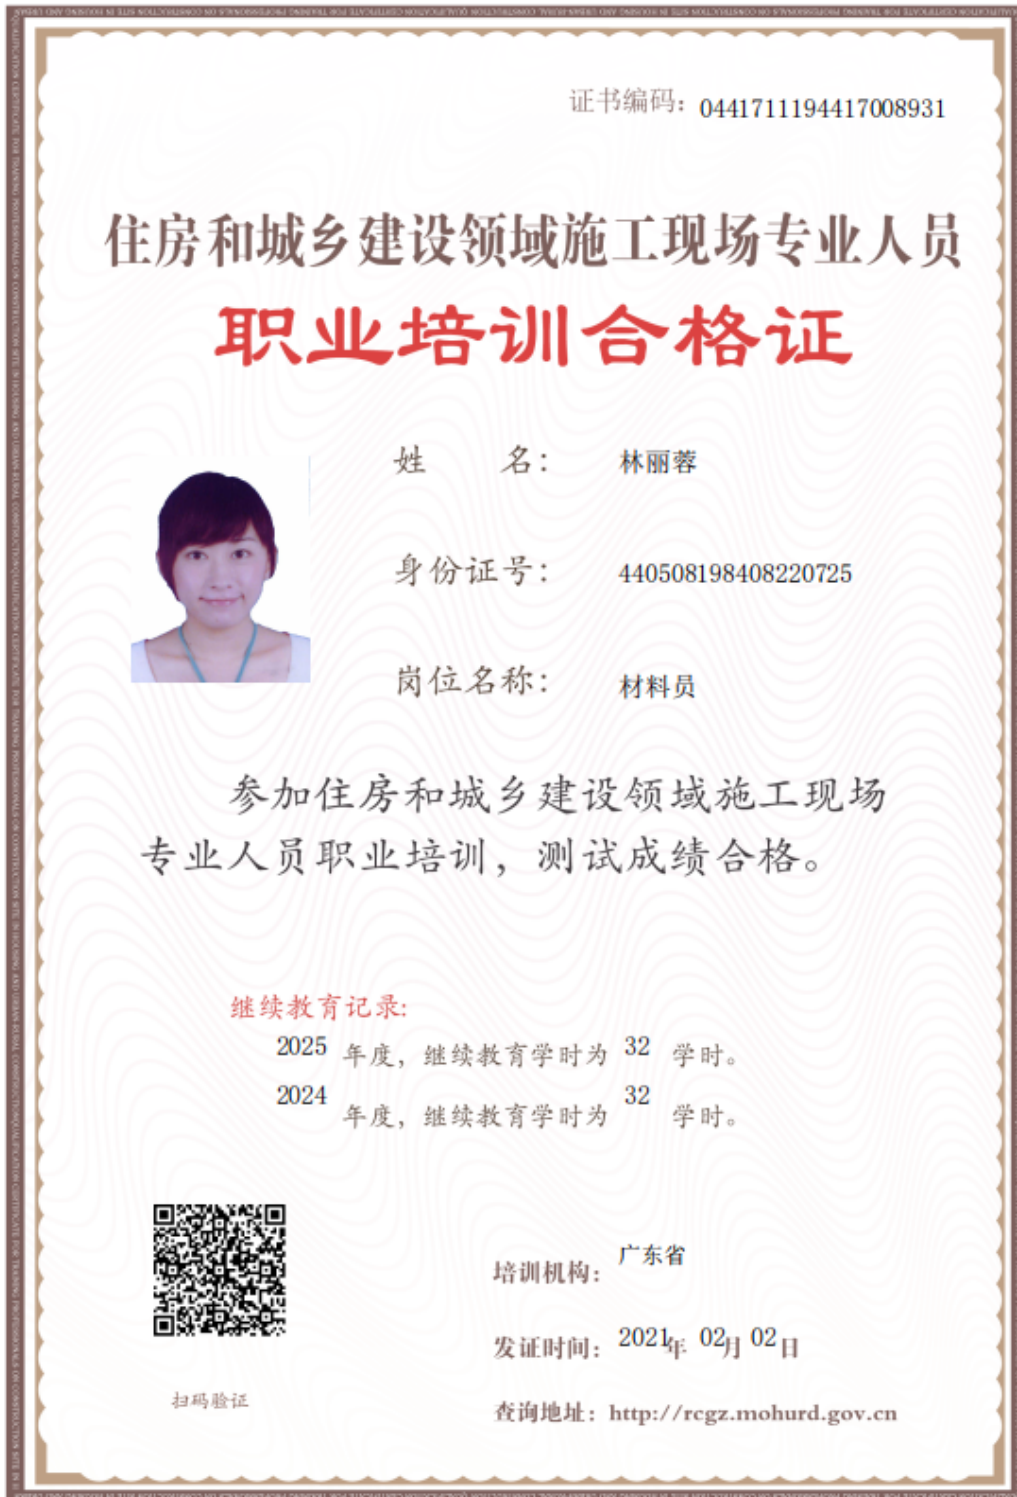 证书编码：0441711194417008931
住房和城乡建设领域施工现场专业人员
职业培训合格证
姓 名： 林丽蓉
身份证号： 440508198408220725
岗位名称： 材料员
参加住房和城乡建设领域施工现场
专业人员职业培训，测试成绩合格。
继续教育记录:
2025 年度，继续教育学时为 32 学时。
2024 年度，继续教育学时为 32 学时。
培训机构： 广东省
发证时间： 2021年 02月 02日
扫码验证
查询地址：http://rcgz.mohurd.gov.cn